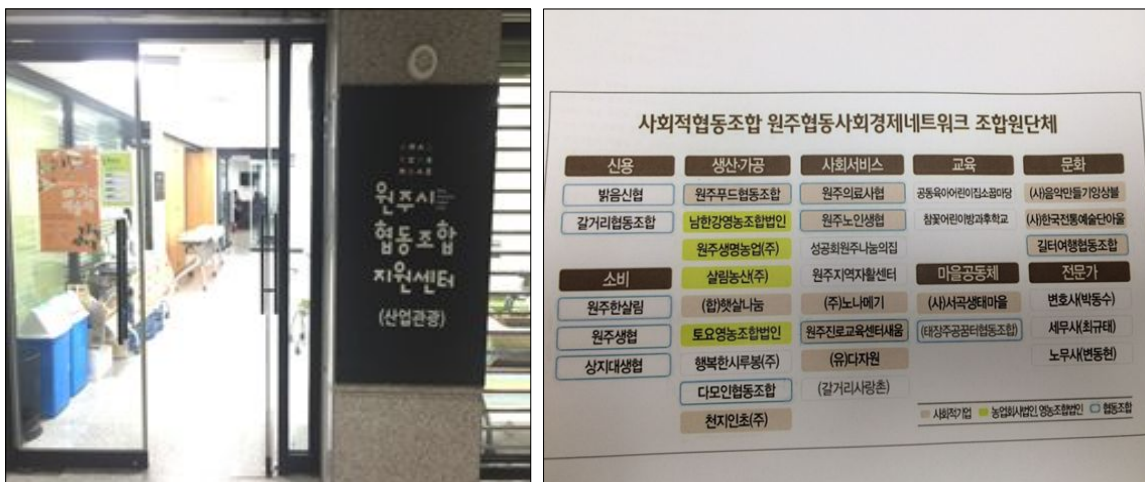 원주시
협동조합
지원센터
(산업관광)
사회적협동조합 원주협동사회경제네트워크 조합원단체
신용
밝음신협
갈거리협동조합
소비
원주한살림
원주생협
상지대생협
생산·가공
원주푸드협동조합
남한강영농조합법인
원주생명농업(주)
살림농산(주)
(합)햇살나눔
토요영농조합법인
행복한시루봉(주)
다모인협동조합
천지인초(주)
사회서비스
원주의료사협
원주노인생협
성공회원주나눔의집
원주지역자활센터
(주)노나메기
원주진로교육센터새움
(유)다자원
(갈거리사랑촌)
교육
공동육아어린이집소꿉마당
참꽃어린이방과후학교
마을공동체
(사)서곡생태마을
(태장주공꿈터협동조합)
문화
(사)음악만들기앙상블
(사)한국전통예술단아울
길터여행협동조합
전문가
변호사(박동수)
세무사(최규태)
노무사(변동현)
사회적기업
농업회사법인, 영농조합법인
협동조합